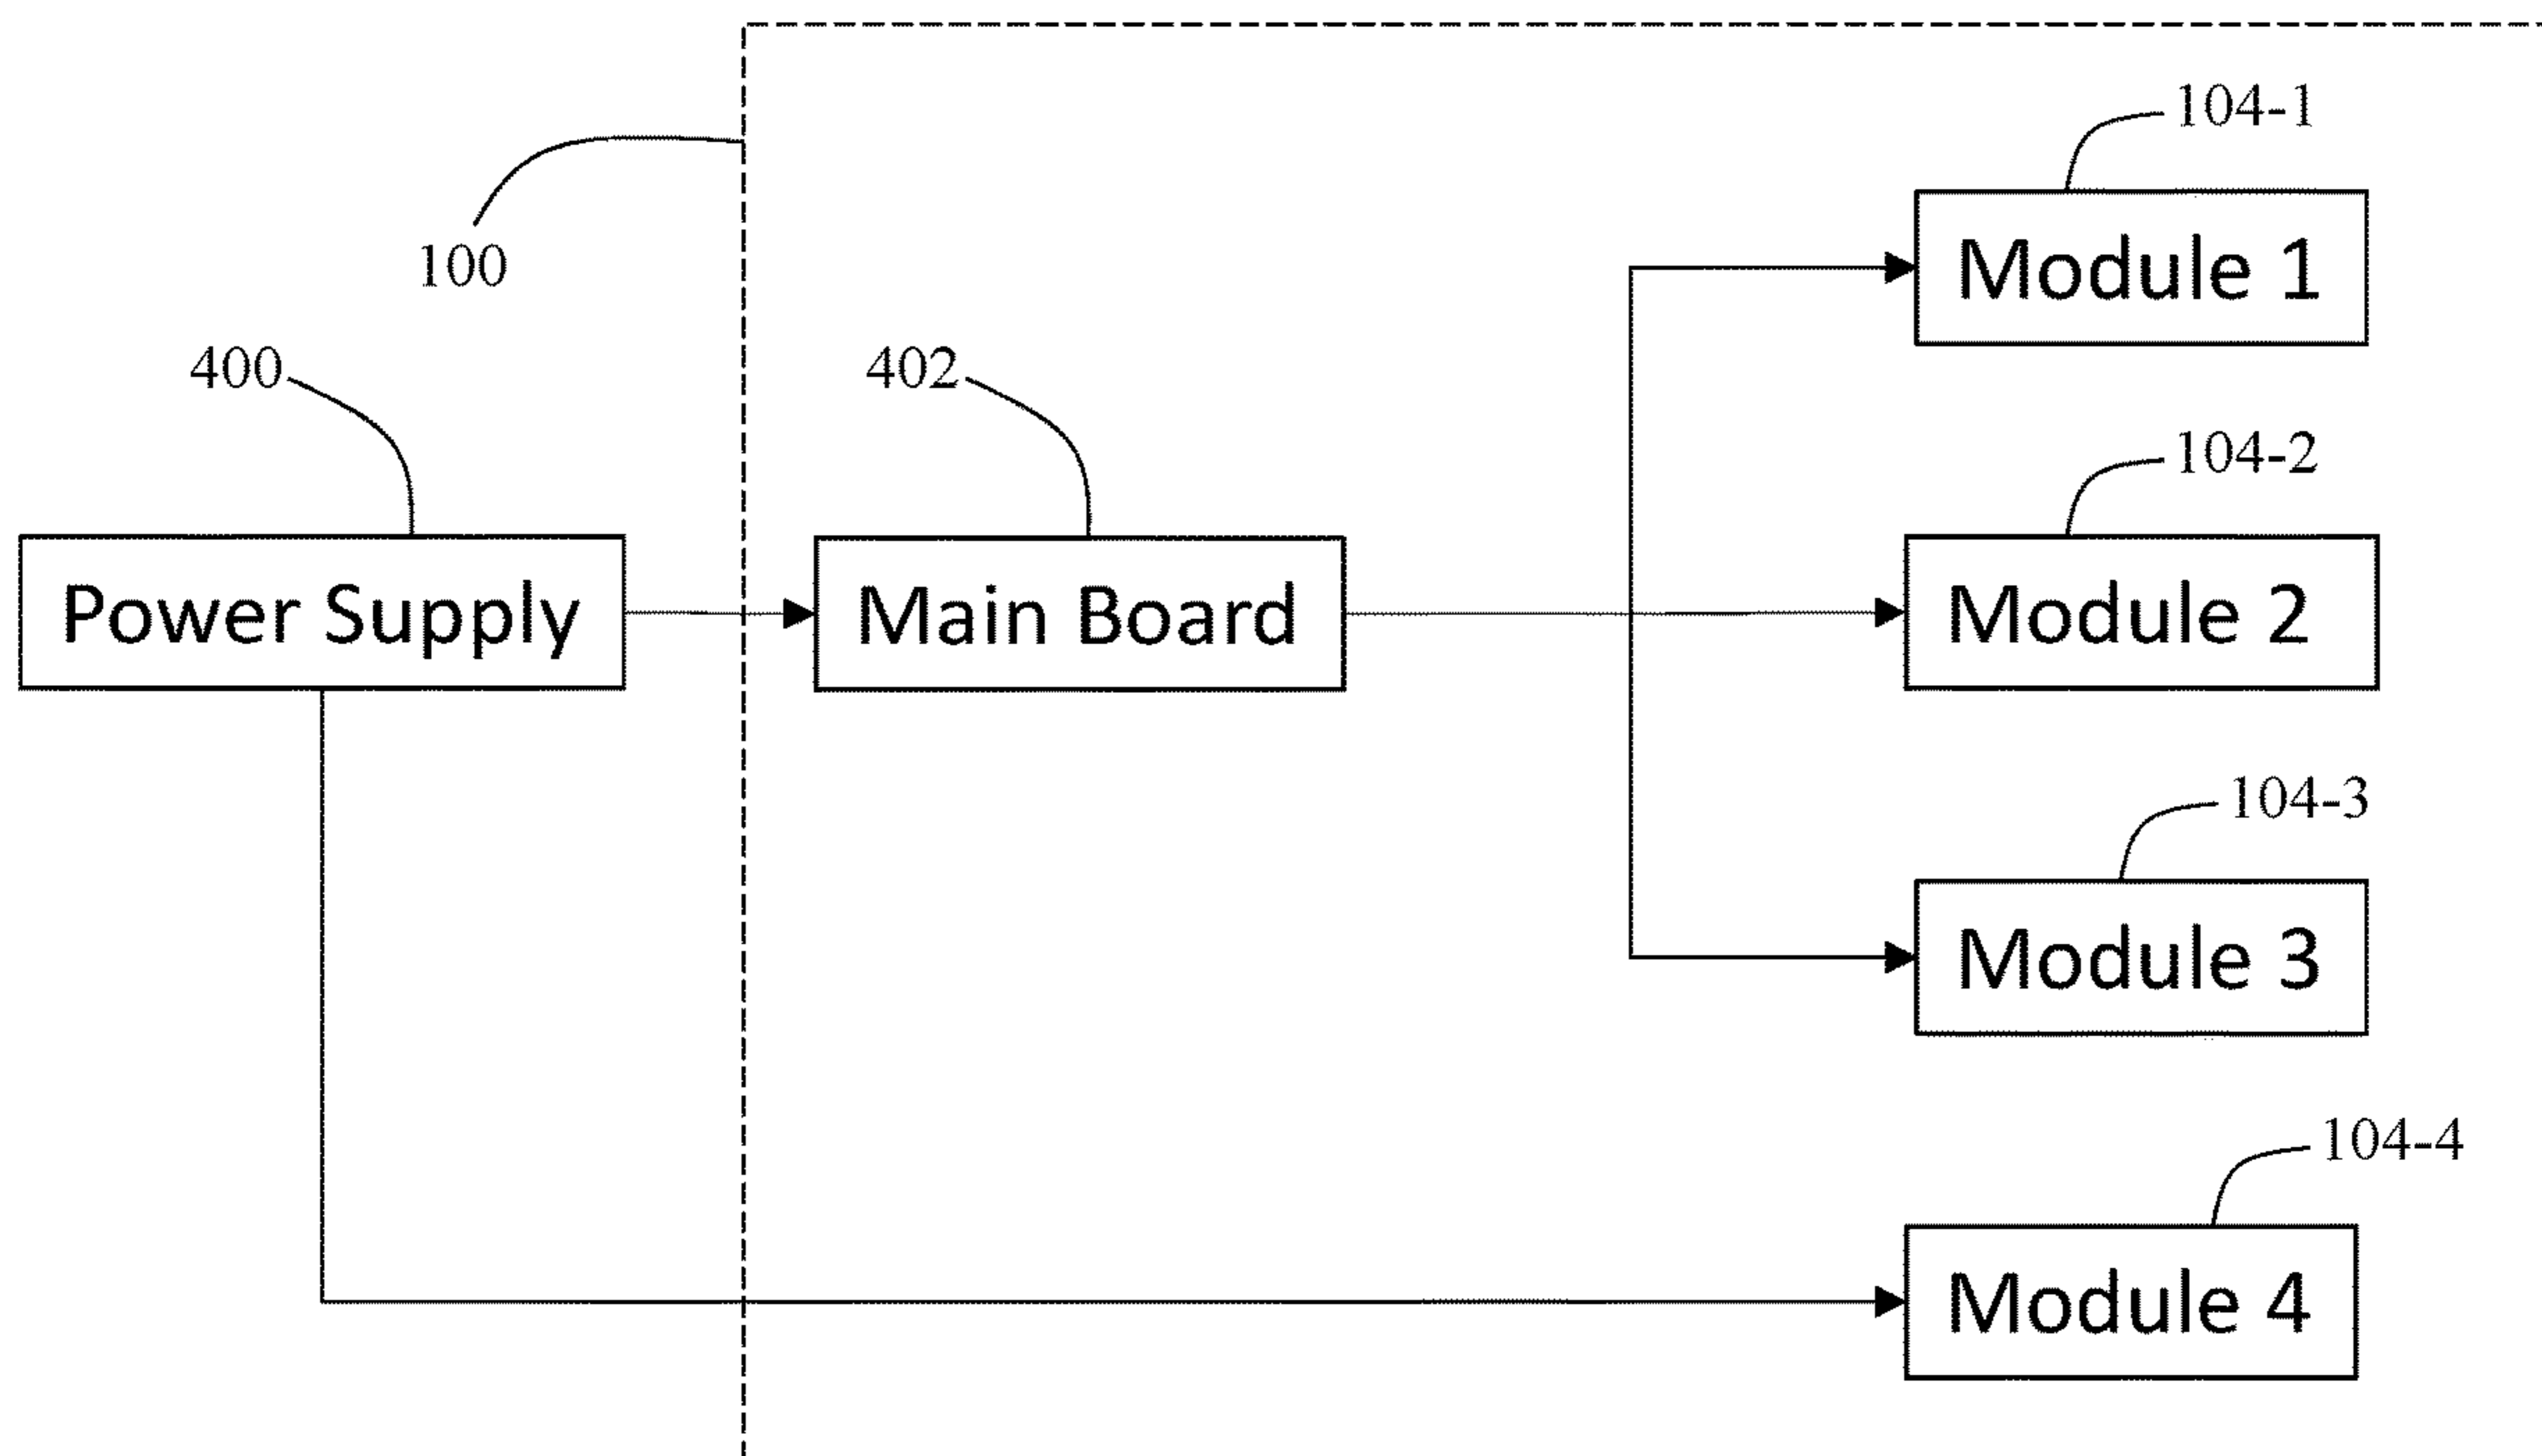 104-1
100
Module 1
400
402
104-2
Power Supply
Main Board
Module 2
104-3
Module 3
104-4
Module 4